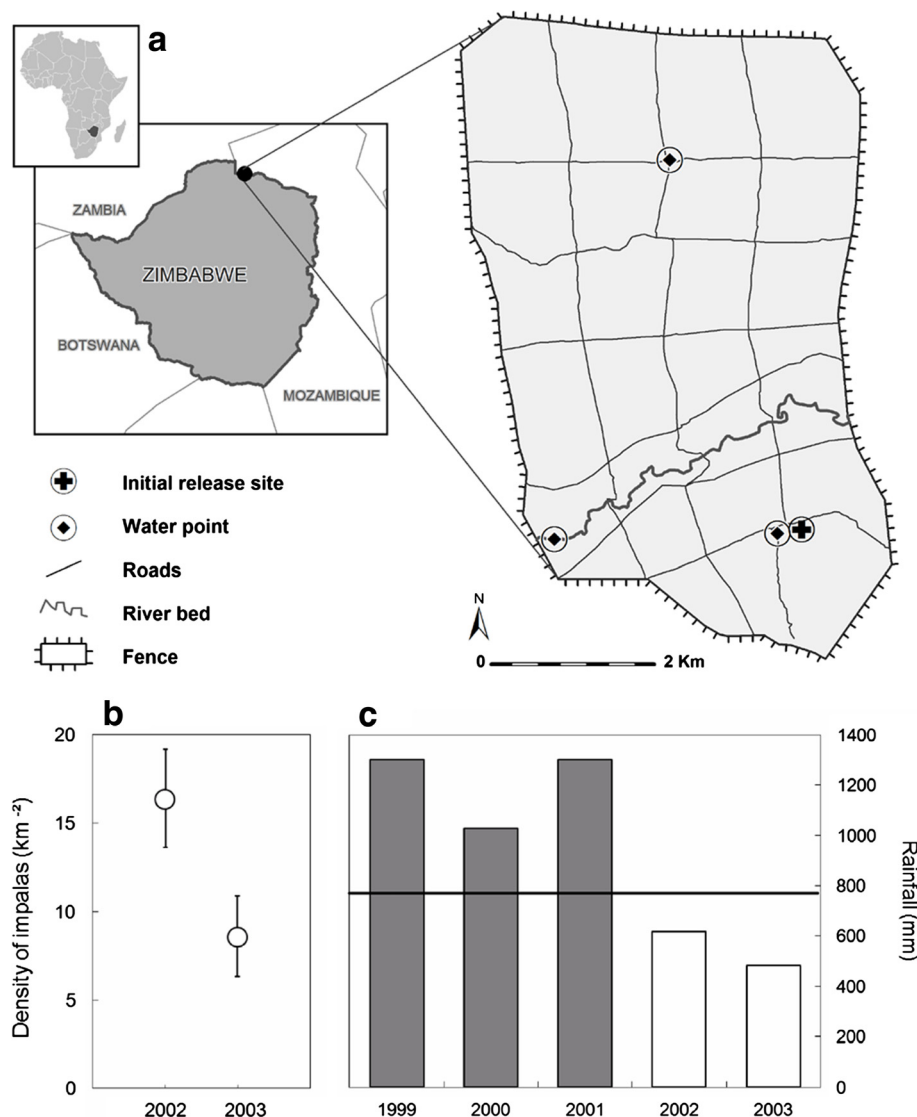 a
ZAMBIA
ZIMBABWE
BOTSWANA
MOZAMBIQUE
Initial release site
Water point
Roads
River bed
Fence
N
0 2 Km
b
Density of impalas (km⁻²)
20
15
10
5
0
2002 2003
c
1400
1200
1000
800
600
400
200
0
Rainfall (mm)
1999 2000 2001 2002 2003